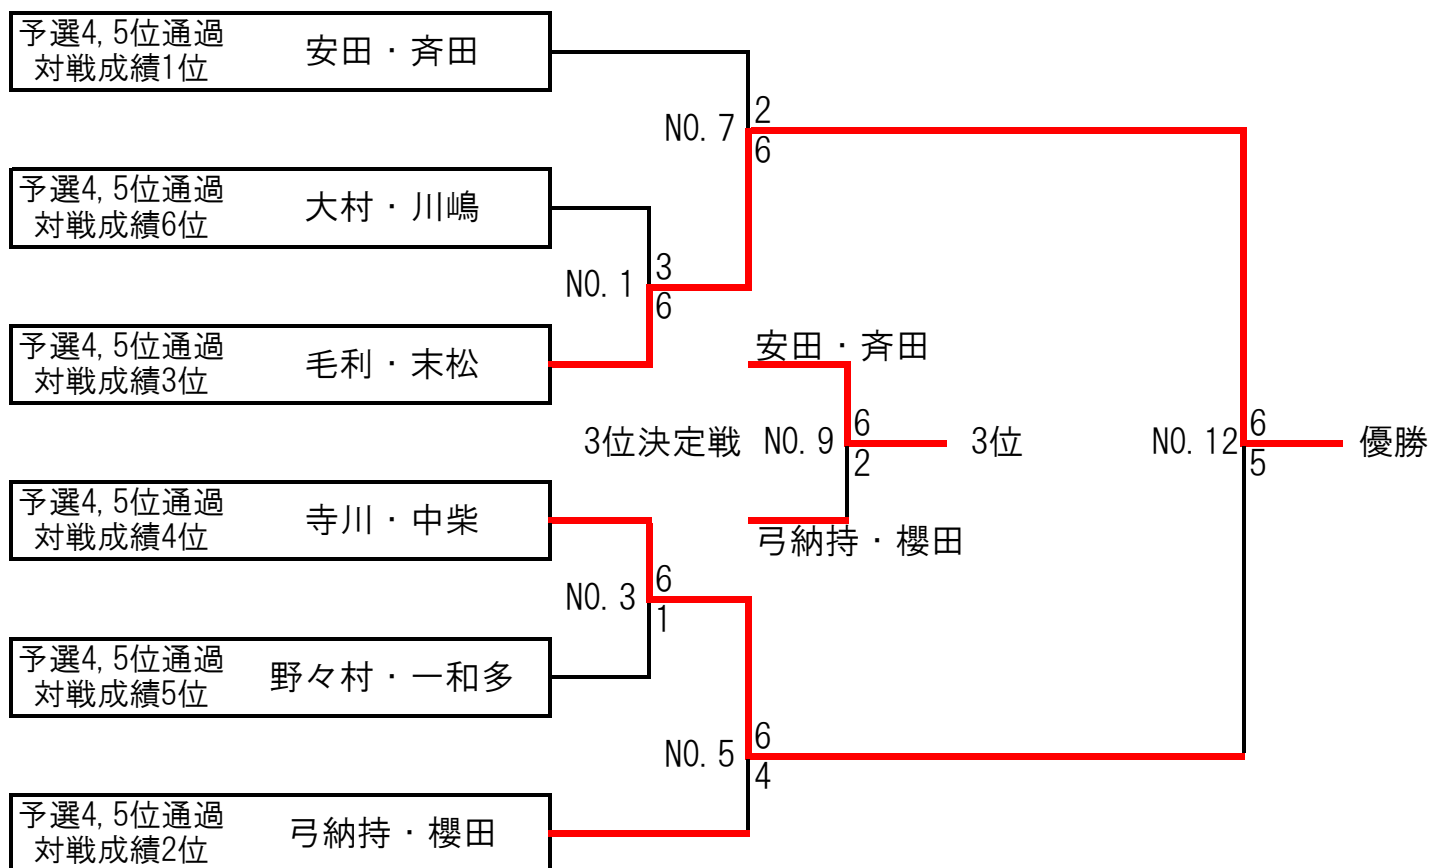 予選4,5位通過
対戦成績1位
安田・斉田
2
NO.7
6
予選4,5位通過
対戦成績6位
大村・川嶋
3
NO.1
6
予選4,5位通過
対戦成績3位
毛利・末松
安田・斉田
3位決定戦 NO.9
6
2
3位
NO.12
6
5
優勝
予選4,5位通過
対戦成績4位
寺川・中柴
弓納持・櫻田
NO.3
6
1
予選4,5位通過
対戦成績5位
野々村・一和多
NO.5
6
4
予選4,5位通過
対戦成績2位
弓納持・櫻田